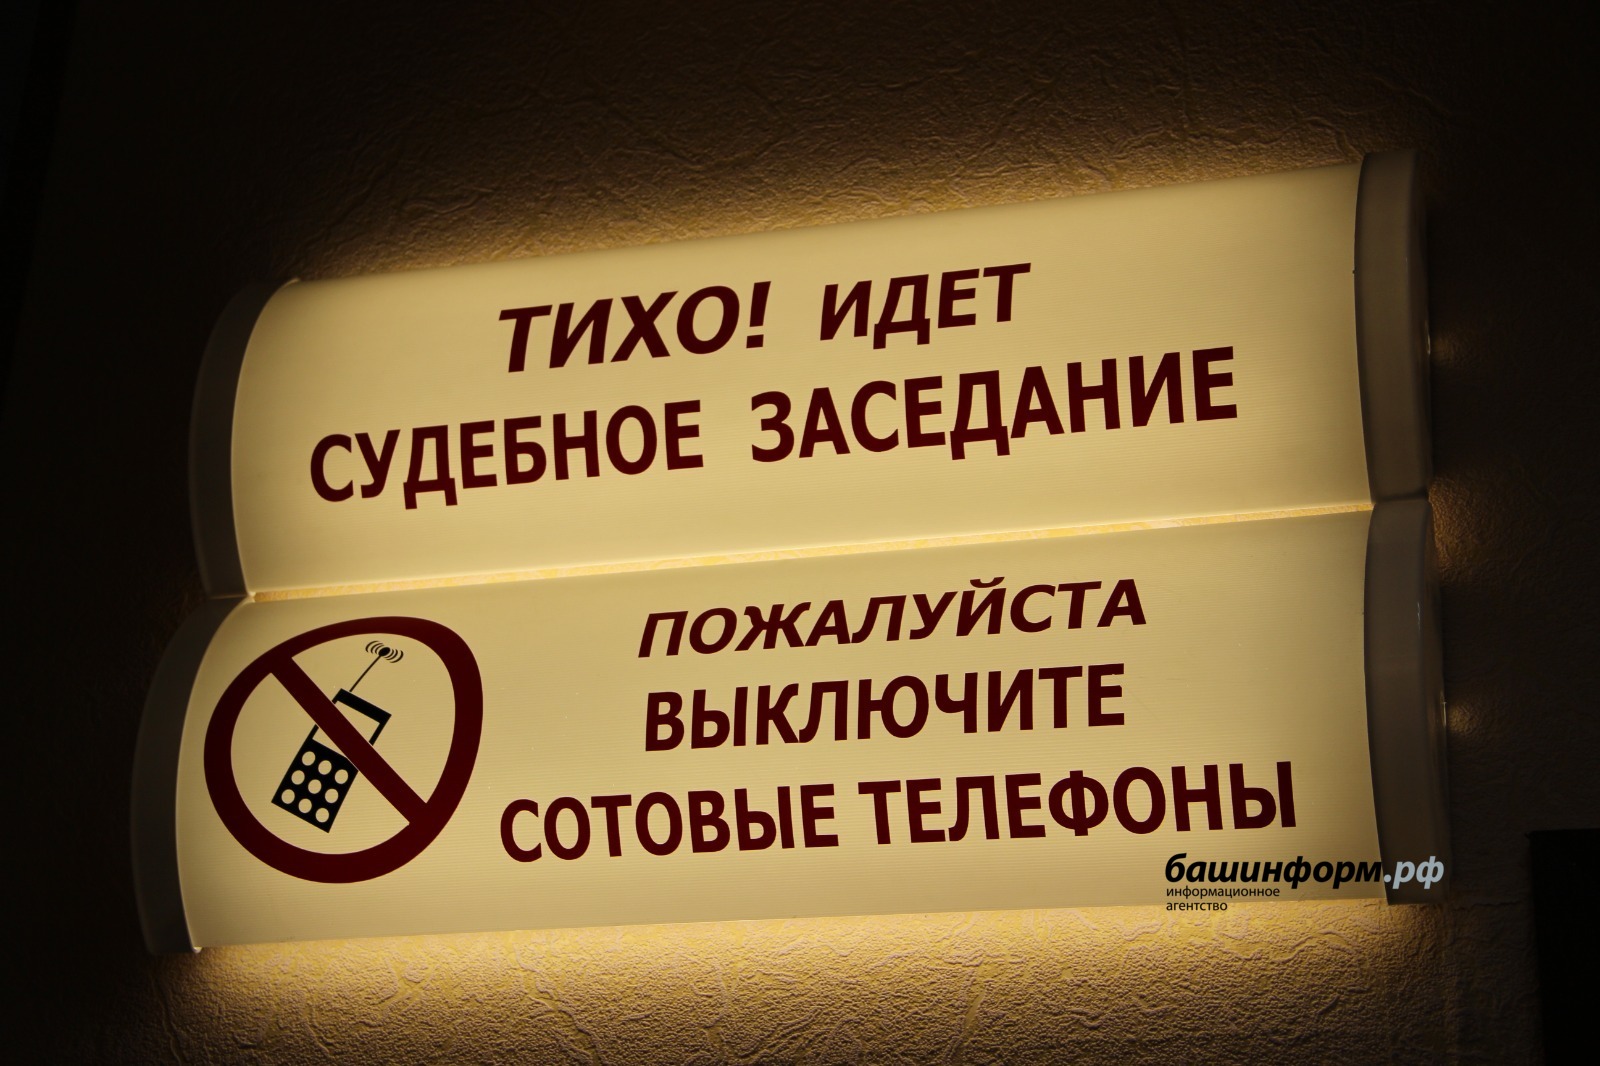 ТИХО! ИДЕТ
СУДЕБНОЕ ЗАСЕДАНИЕ
ПОЖАЛУЙСТА
ВЫКЛЮЧИТЕ
СОТОВЫЕ ТЕЛЕФОНЫ
башинформ.рф
информационное
агентство